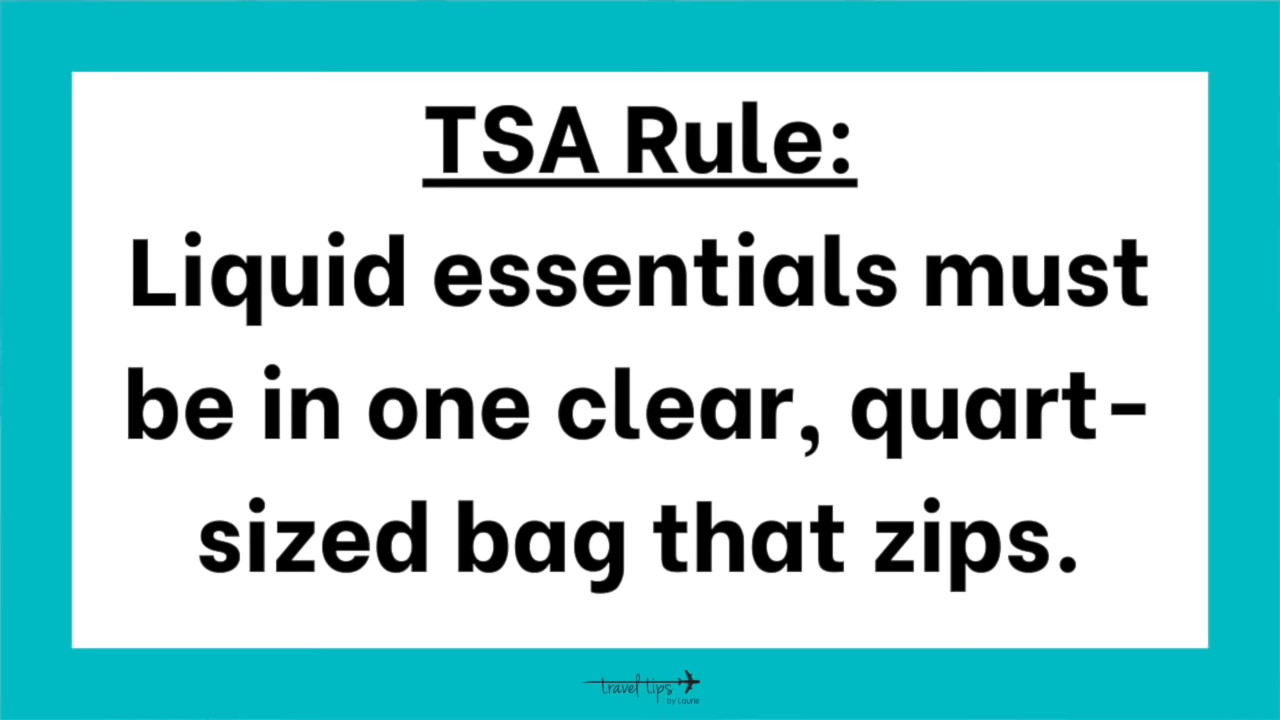 TSA Rule:
Liquid essentials must
be in one clear, quart-
sized bag that zips.
travel tips
by Laurie